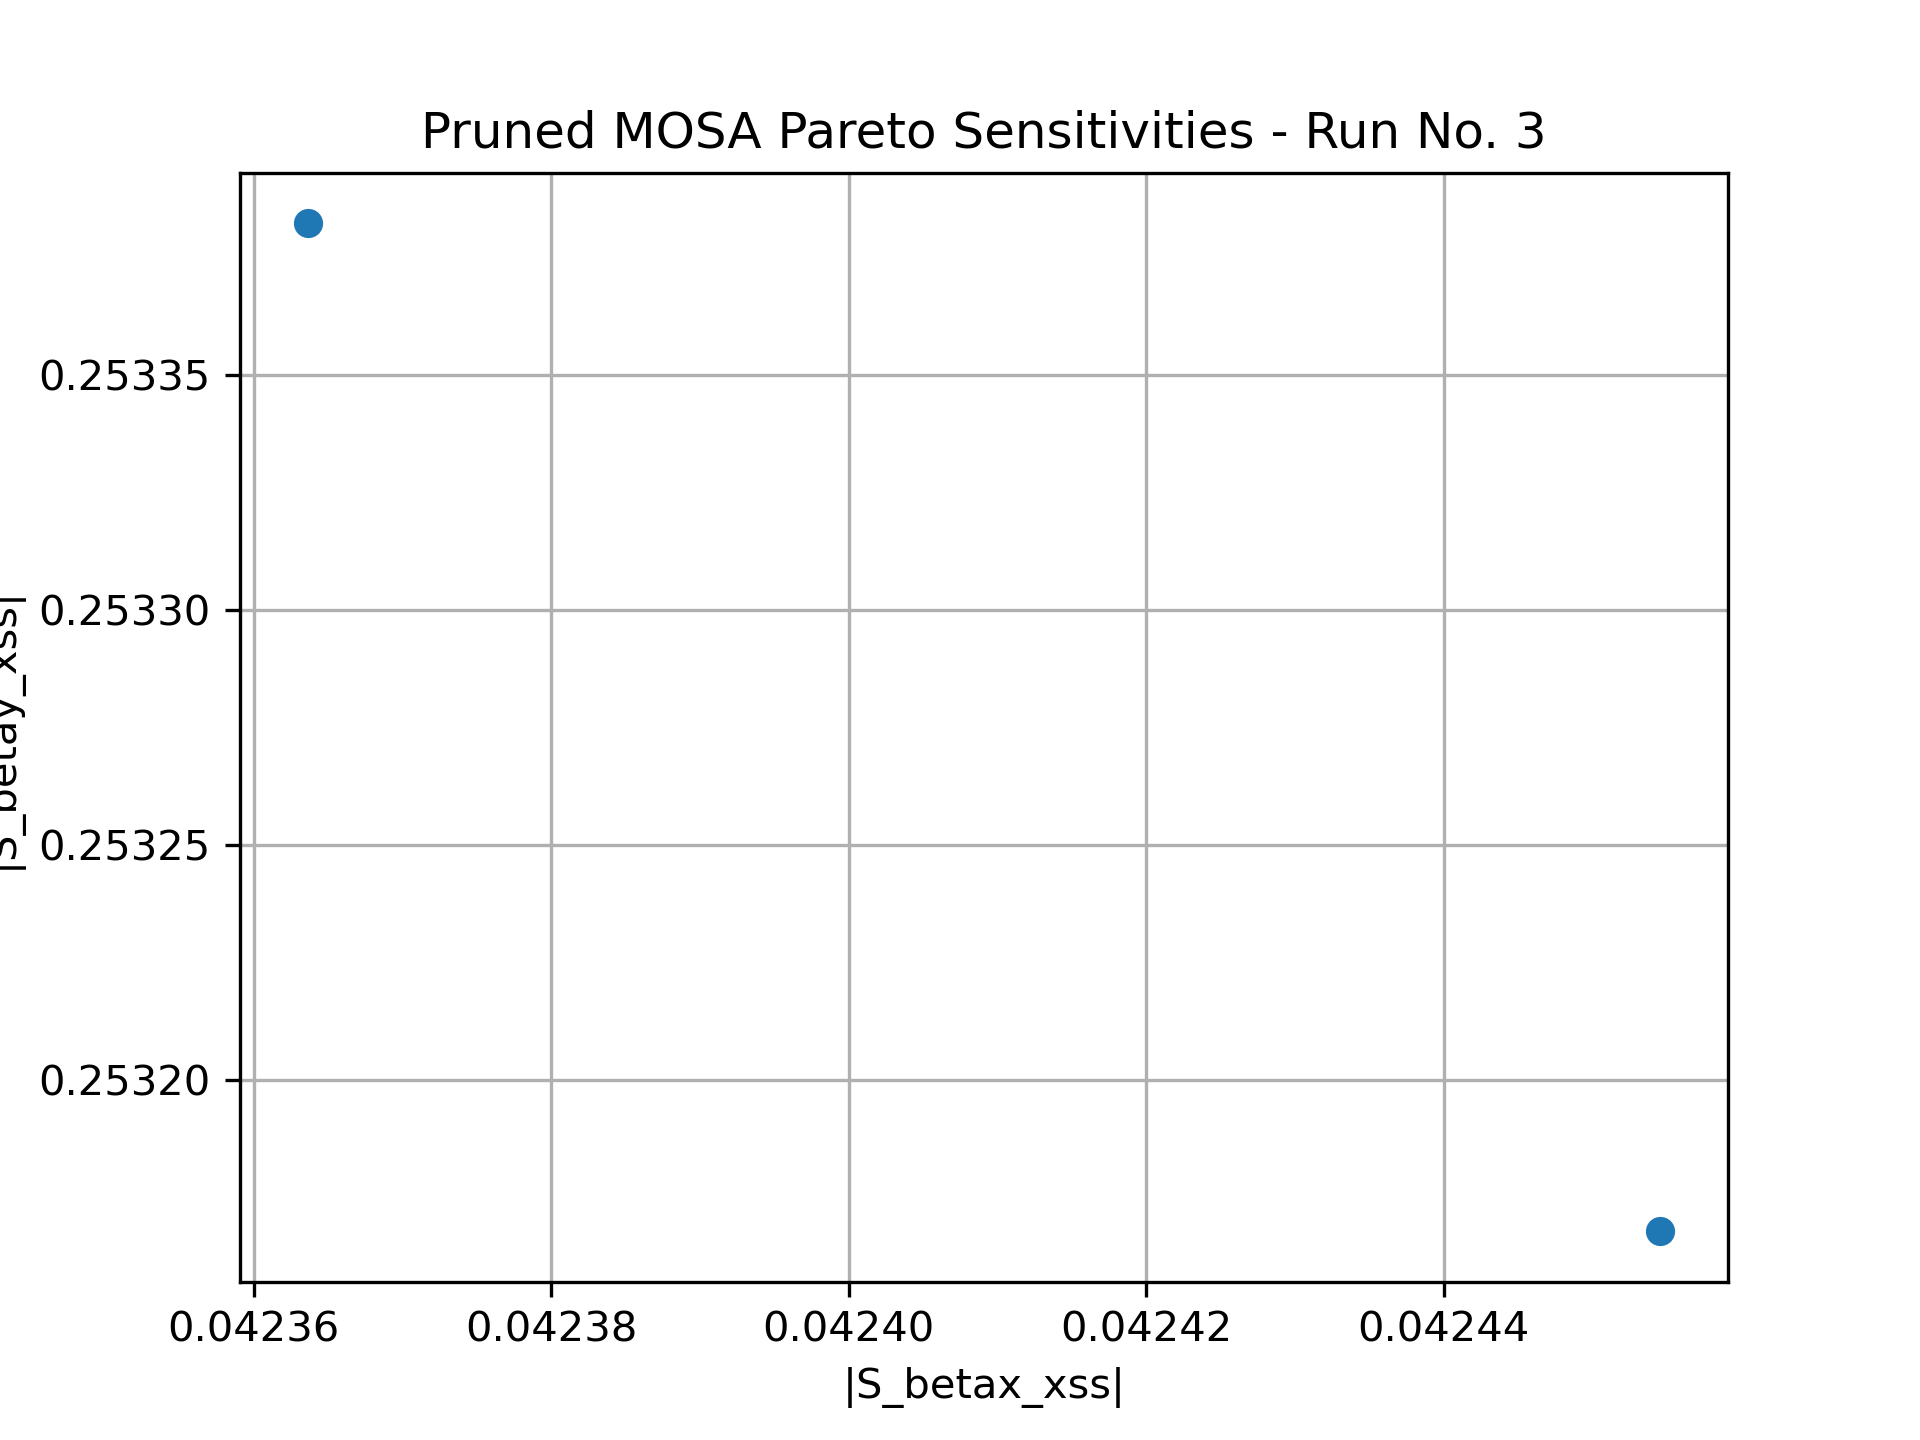 Pruned MOSA Pareto Sensitivities - Run No. 3
|S_betay_xss|
0.25335
0.25330
0.25325
0.25320
0.04236 0.04238 0.04240 0.04242 0.04244
|S_betax_xss|